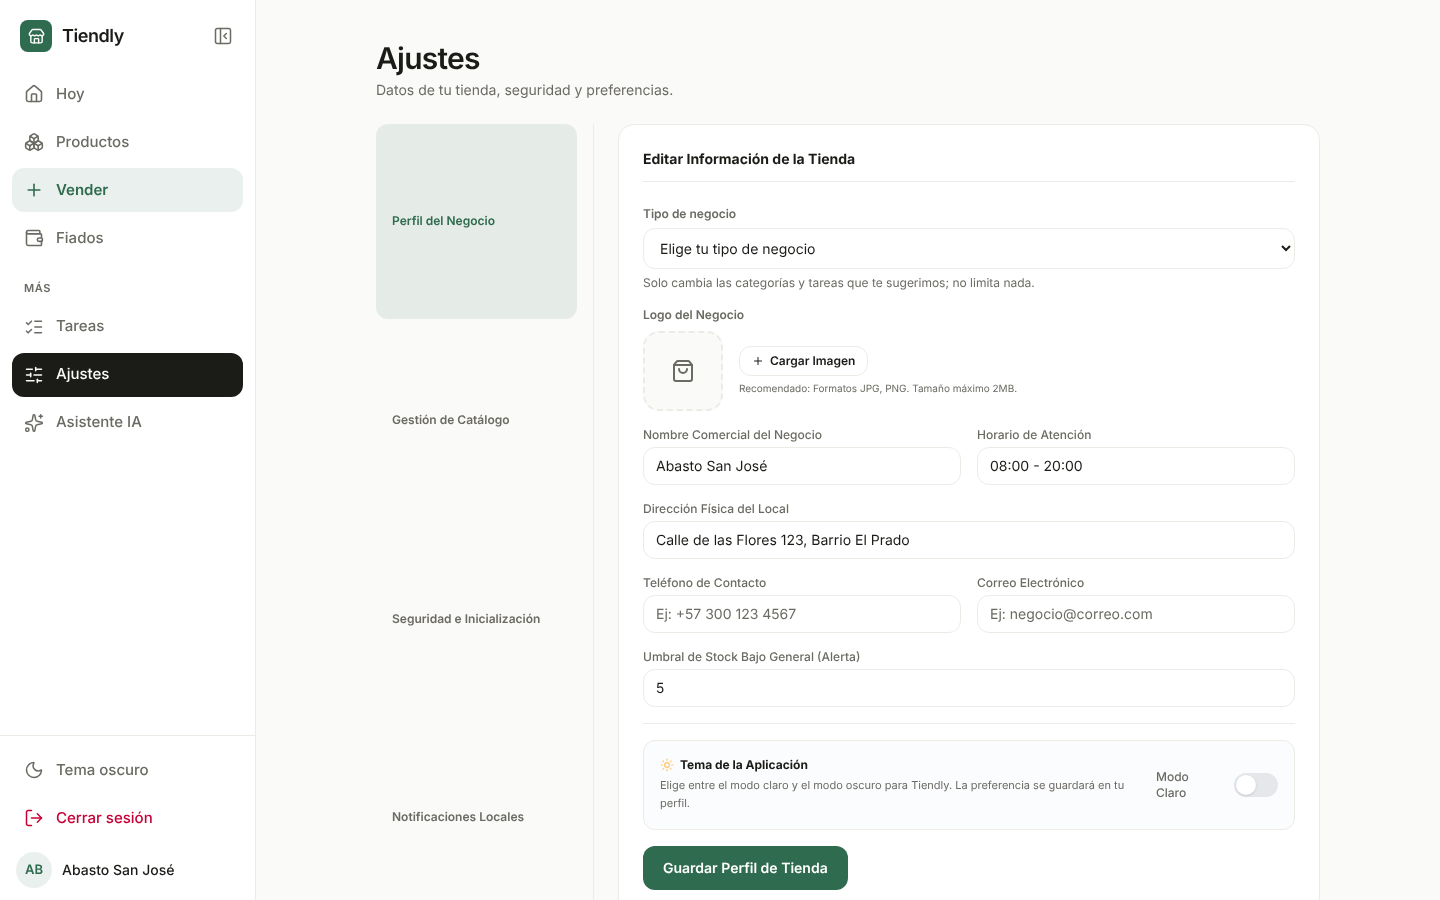 Tiendly
Hoy
Productos
Vender
Fiados
MÁS
Tareas
Ajustes
Asistente IA
Tema oscuro
Cerrar sesión
AB
Abasto San José
Ajustes
Datos de tu tienda, seguridad y preferencias.
Perfil del Negocio
Gestión de Catálogo
Seguridad e Inicialización
Notificaciones Locales
Editar Información de la Tienda
Tipo de negocio
Elige tu tipo de negocio
Solo cambia las categorías y tareas que te sugerimos; no limita nada.
Logo del Negocio
+ Cargar Imagen
Recomendado: Formatos JPG, PNG. Tamaño máximo 2MB.
Nombre Comercial del Negocio
Abasto San José
Horario de Atención
08:00 - 20:00
Dirección Física del Local
Calle de las Flores 123, Barrio El Prado
Teléfono de Contacto
Ej: +57 300 123 4567
Correo Electrónico
Ej: negocio@correo.com
Umbral de Stock Bajo General (Alerta)
5
Tema de la Aplicación
Elige entre el modo claro y el modo oscuro para Tiendly. La preferencia se guardará en tu
perfil.
Modo
Claro
Guardar Perfil de Tienda